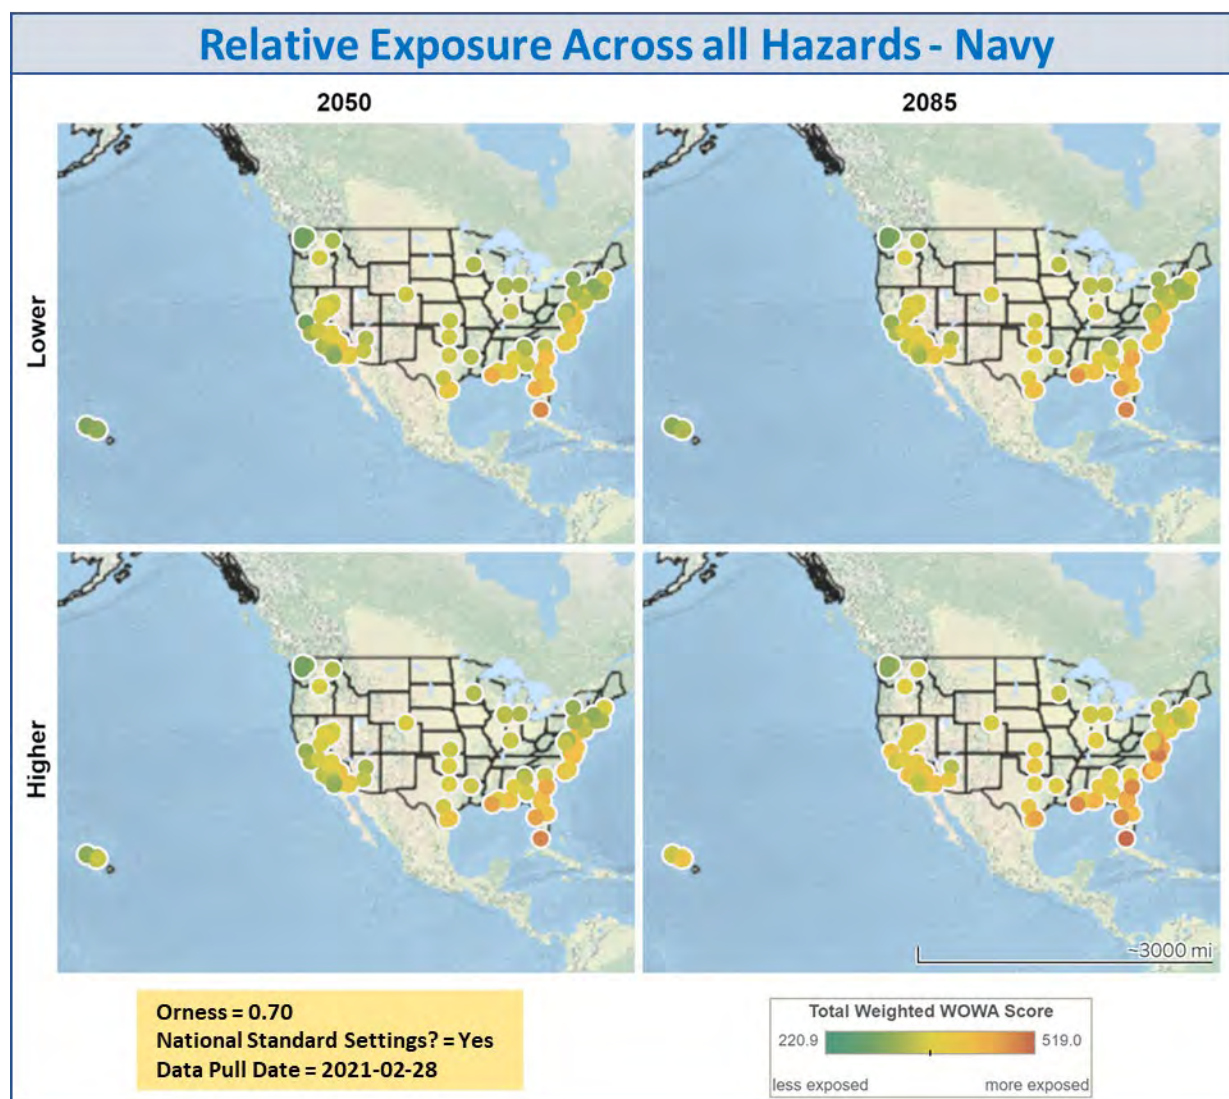 Relative Exposure Across all Hazards - Navy
2050
2085
Lower
Higher
~3000 mi
Orness = 0.70
National Standard Settings? = Yes
Data Pull Date = 2021-02-28
Total Weighted WOWA Score
220.9
519.0
less exposed
more exposed